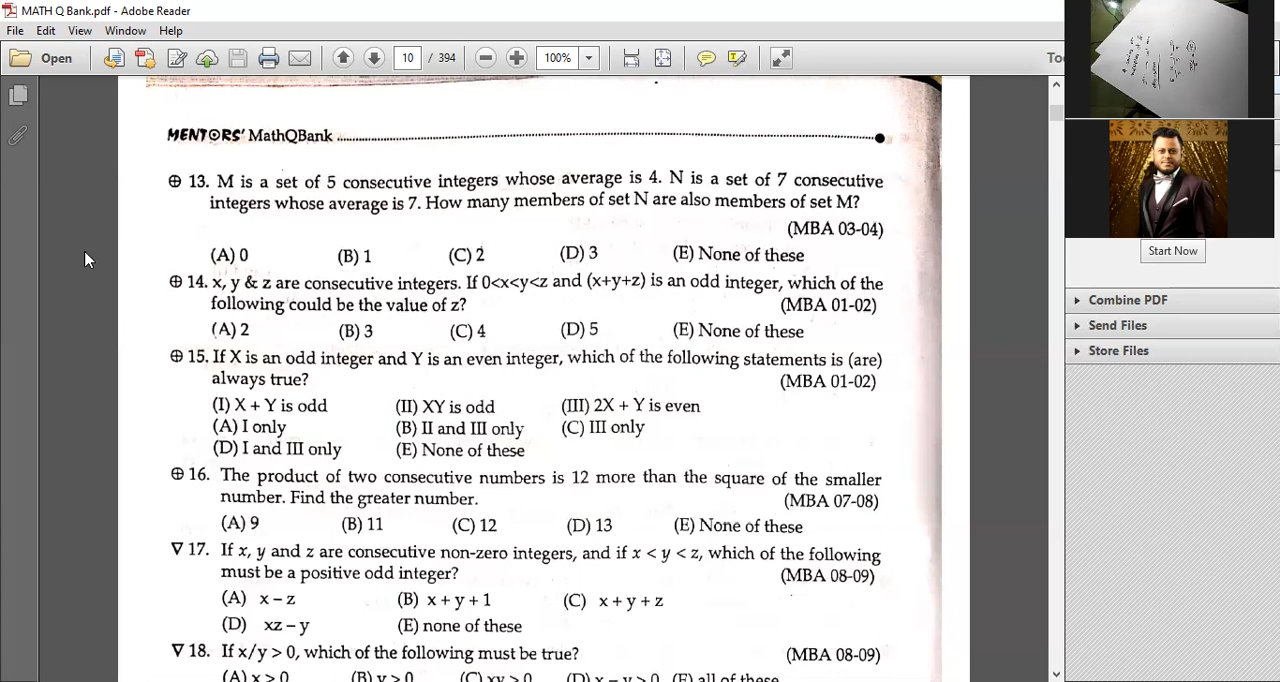 MATH Q Bank.pdf - Adobe Reader
File Edit View Window Help
Open 10 / 394 100% To
MENTORS' MathQBank
⊕ 13. M is a set of 5 consecutive integers whose average is 4. N is a set of 7 consecutive
integers whose average is 7. How many members of set N are also members of set M?
(MBA 03-04)
(A) 0 (B) 1 (C) 2 (D) 3 (E) None of these
⊕ 14. x, y & z are consecutive integers. If 0<x<y<z and (x+y+z) is an odd integer, which of the
following could be the value of z? (MBA 01-02)
(A) 2 (B) 3 (C) 4 (D) 5 (E) None of these
⊕ 15. If X is an odd integer and Y is an even integer, which of the following statements is (are)
always true? (MBA 01-02)
(I) X + Y is odd (II) XY is odd (III) 2X + Y is even
(A) I only (B) II and III only (C) III only
(D) I and III only (E) None of these
⊕ 16. The product of two consecutive numbers is 12 more than the square of the smaller
number. Find the greater number. (MBA 07-08)
(A) 9 (B) 11 (C) 12 (D) 13 (E) None of these
∇ 17. If x, y and z are consecutive non-zero integers, and if x < y < z, which of the following
must be a positive odd integer? (MBA 08-09)
(A) x – z (B) x + y + 1 (C) x + y + z
(D) xz – y (E) none of these
∇ 18. If x/y > 0, which of the following must be true? (MBA 08-09)
(A) x > 0 (B) y > 0 (C) xy > 0 (D) x – y > 0 (E) all of these
Start Now
Combine PDF
Send Files
Store Files